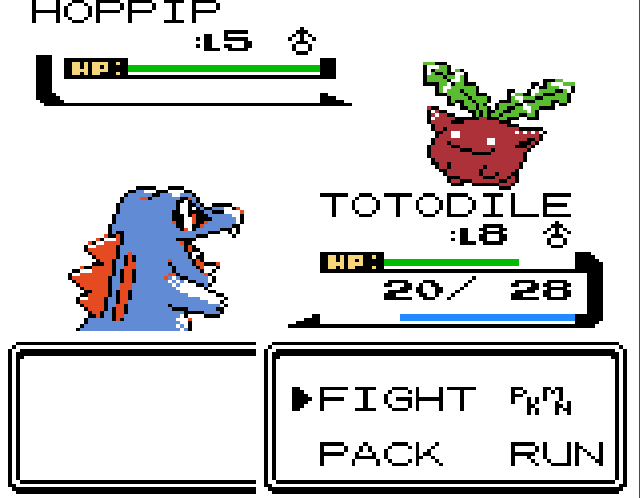 HOPPIP
:L5 ♂
HP:
TOTODILE
:L8 ♂
HP:
20/ 28
▶FIGHT PKMN
PACK RUN